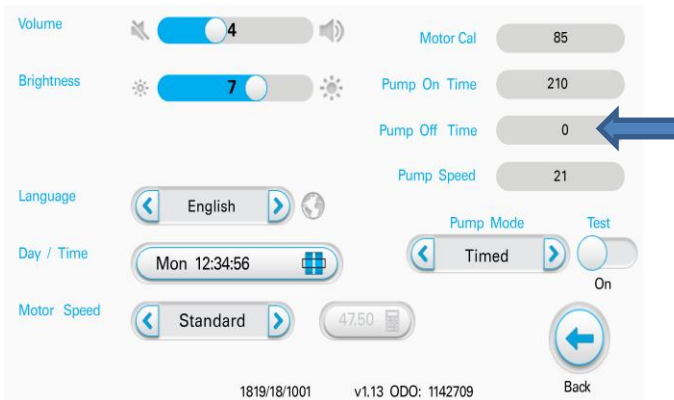 Volume
4
Motor Cal
85
Brightness
7
Pump On Time
210
Pump Off Time
0
Pump Speed
21
Language
English
Pump Mode
Test
Day / Time
Mon 12:34:56
Timed
On
Motor Speed
Standard
47.50
1819/18/1001 v1.13 ODO: 1142709
Back